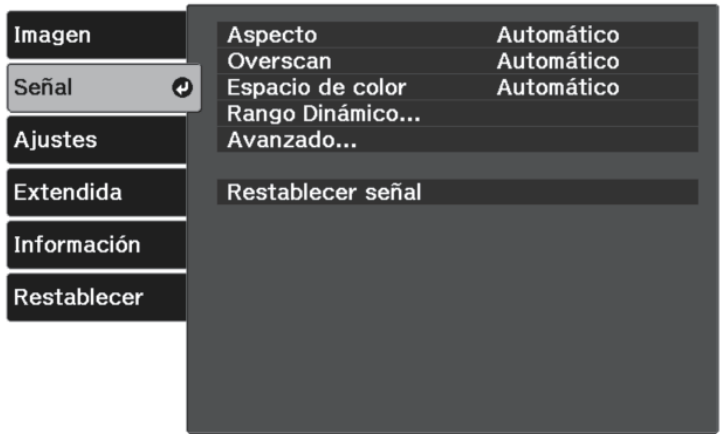 Imagen
Señal
Ajustes
Extendida
Información
Restablecer
Aspecto Automático
Overscan Automático
Espacio de color Automático
Rango Dinámico...
Avanzado...
Restablecer señal